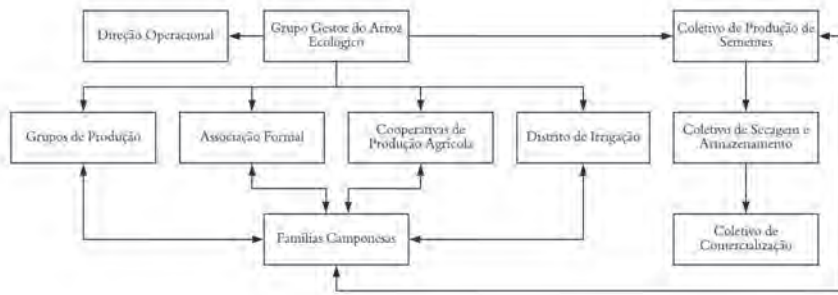 Direção Operacional
Grupo Gestor do Arroz
Ecológico
Coletivo de Produção de
Sementes
Grupos de Produção
Associação Formal
Cooperativas de
Produção Agrícola
Distrito de Irrigação
Coletivo de Secagem e
Armazenamento
Famílias Camponesas
Coletivo de
Comercialização